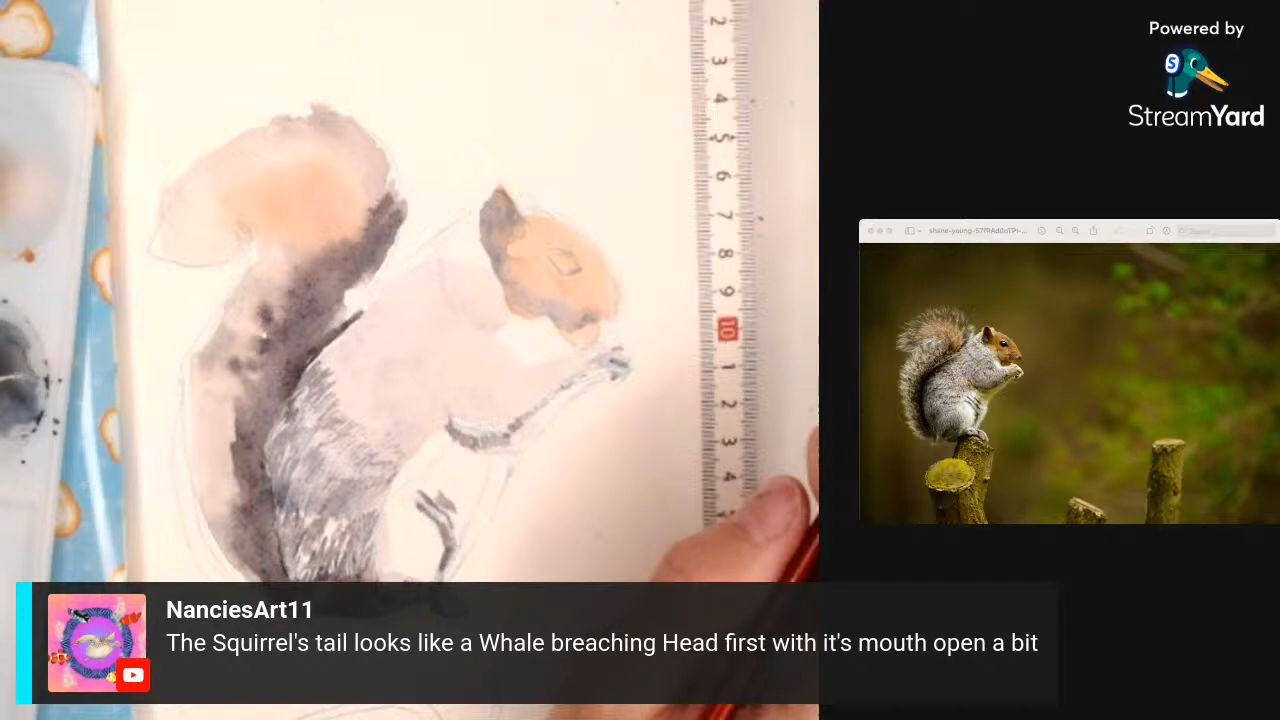 Powered by
S
StreamYard
2
3
4
5
6
7
8
9
10
1
2
3
4
NanciesArt11
The Squirrel's tail looks like a Whale breaching Head first with it's mouth open a bit